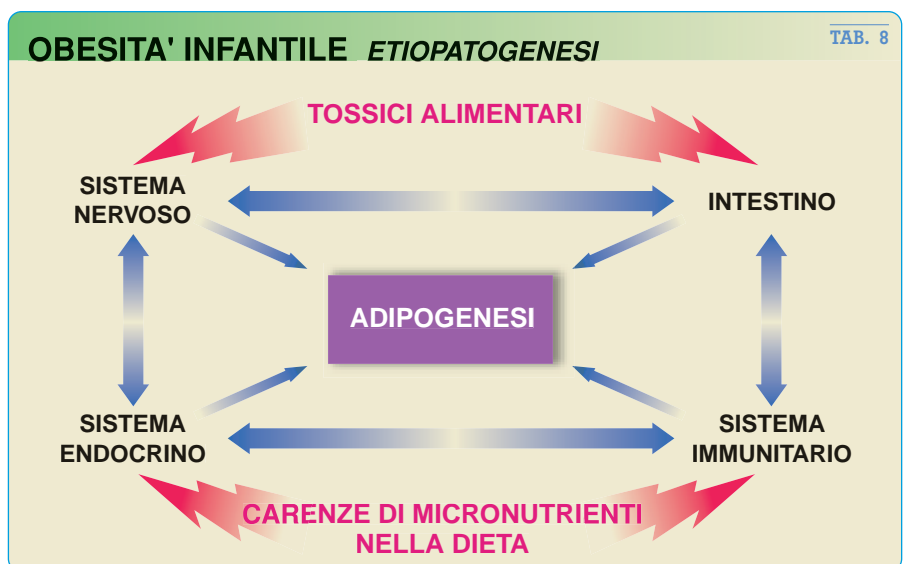 OBESITA' INFANTILE ETIOPATOGENESI
TAB. 8
TOSSICI ALIMENTARI
SISTEMA
NERVOSO
INTESTINO
ADIPOGENESI
SISTEMA
ENDOCRINO
SISTEMA
IMMUNITARIO
CARENZE DI MICRONUTRIENTI
NELLA DIETA